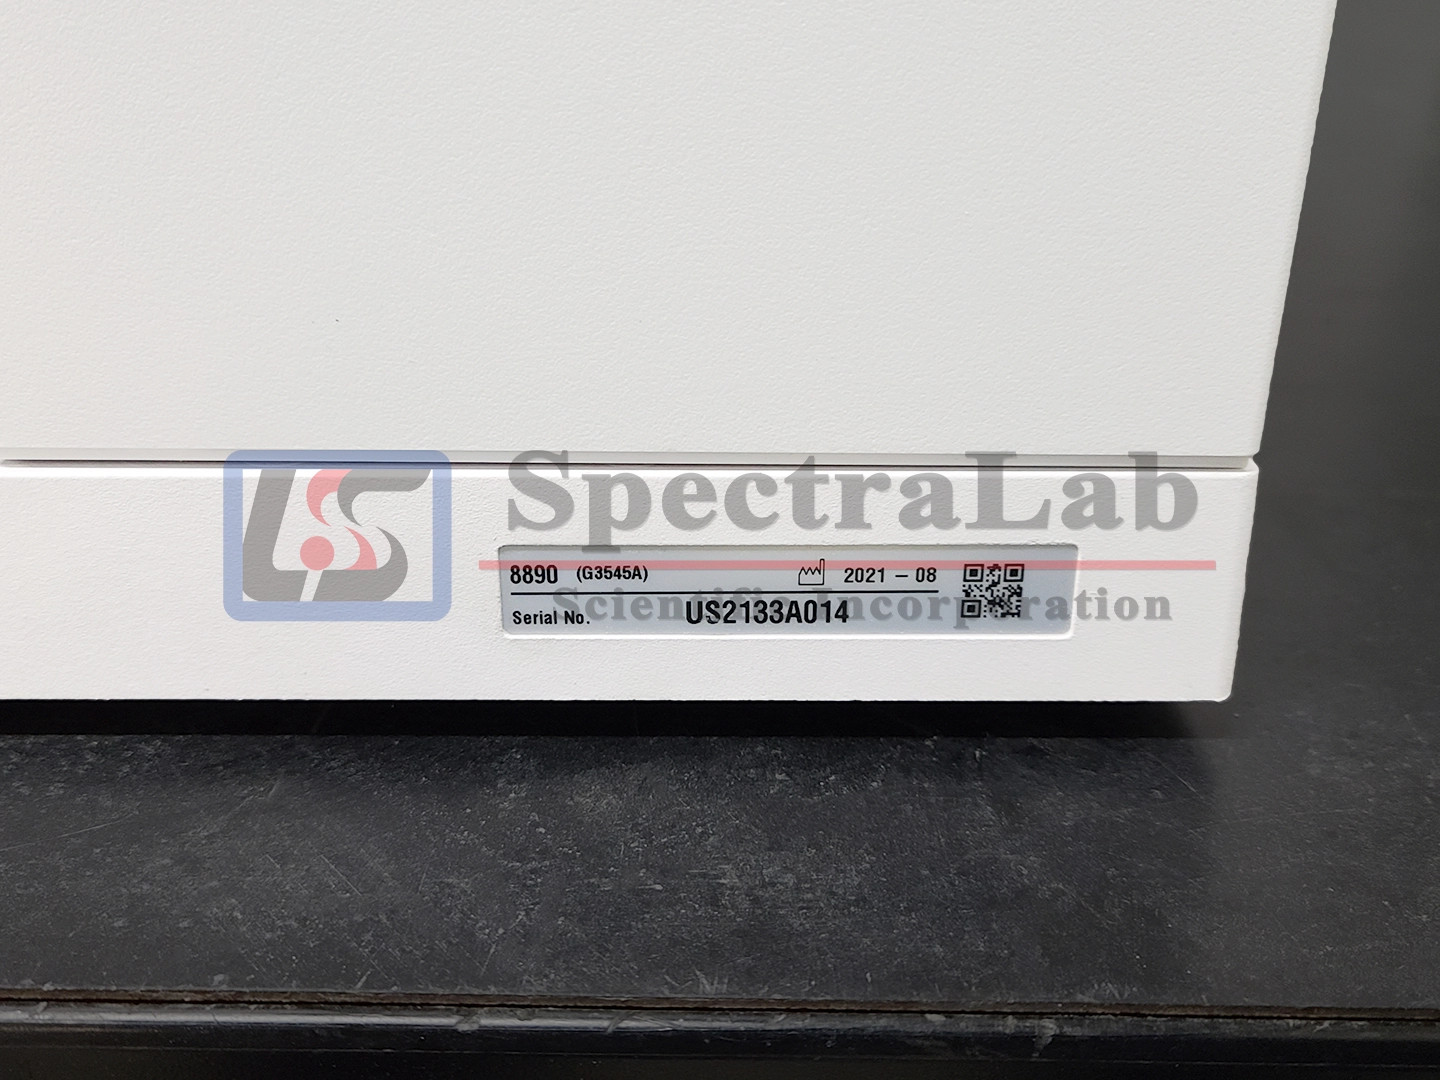 SpectraLab
8890 (G3545A) 2021 – 08
Scientific Incorporation
Serial No. US2133A014